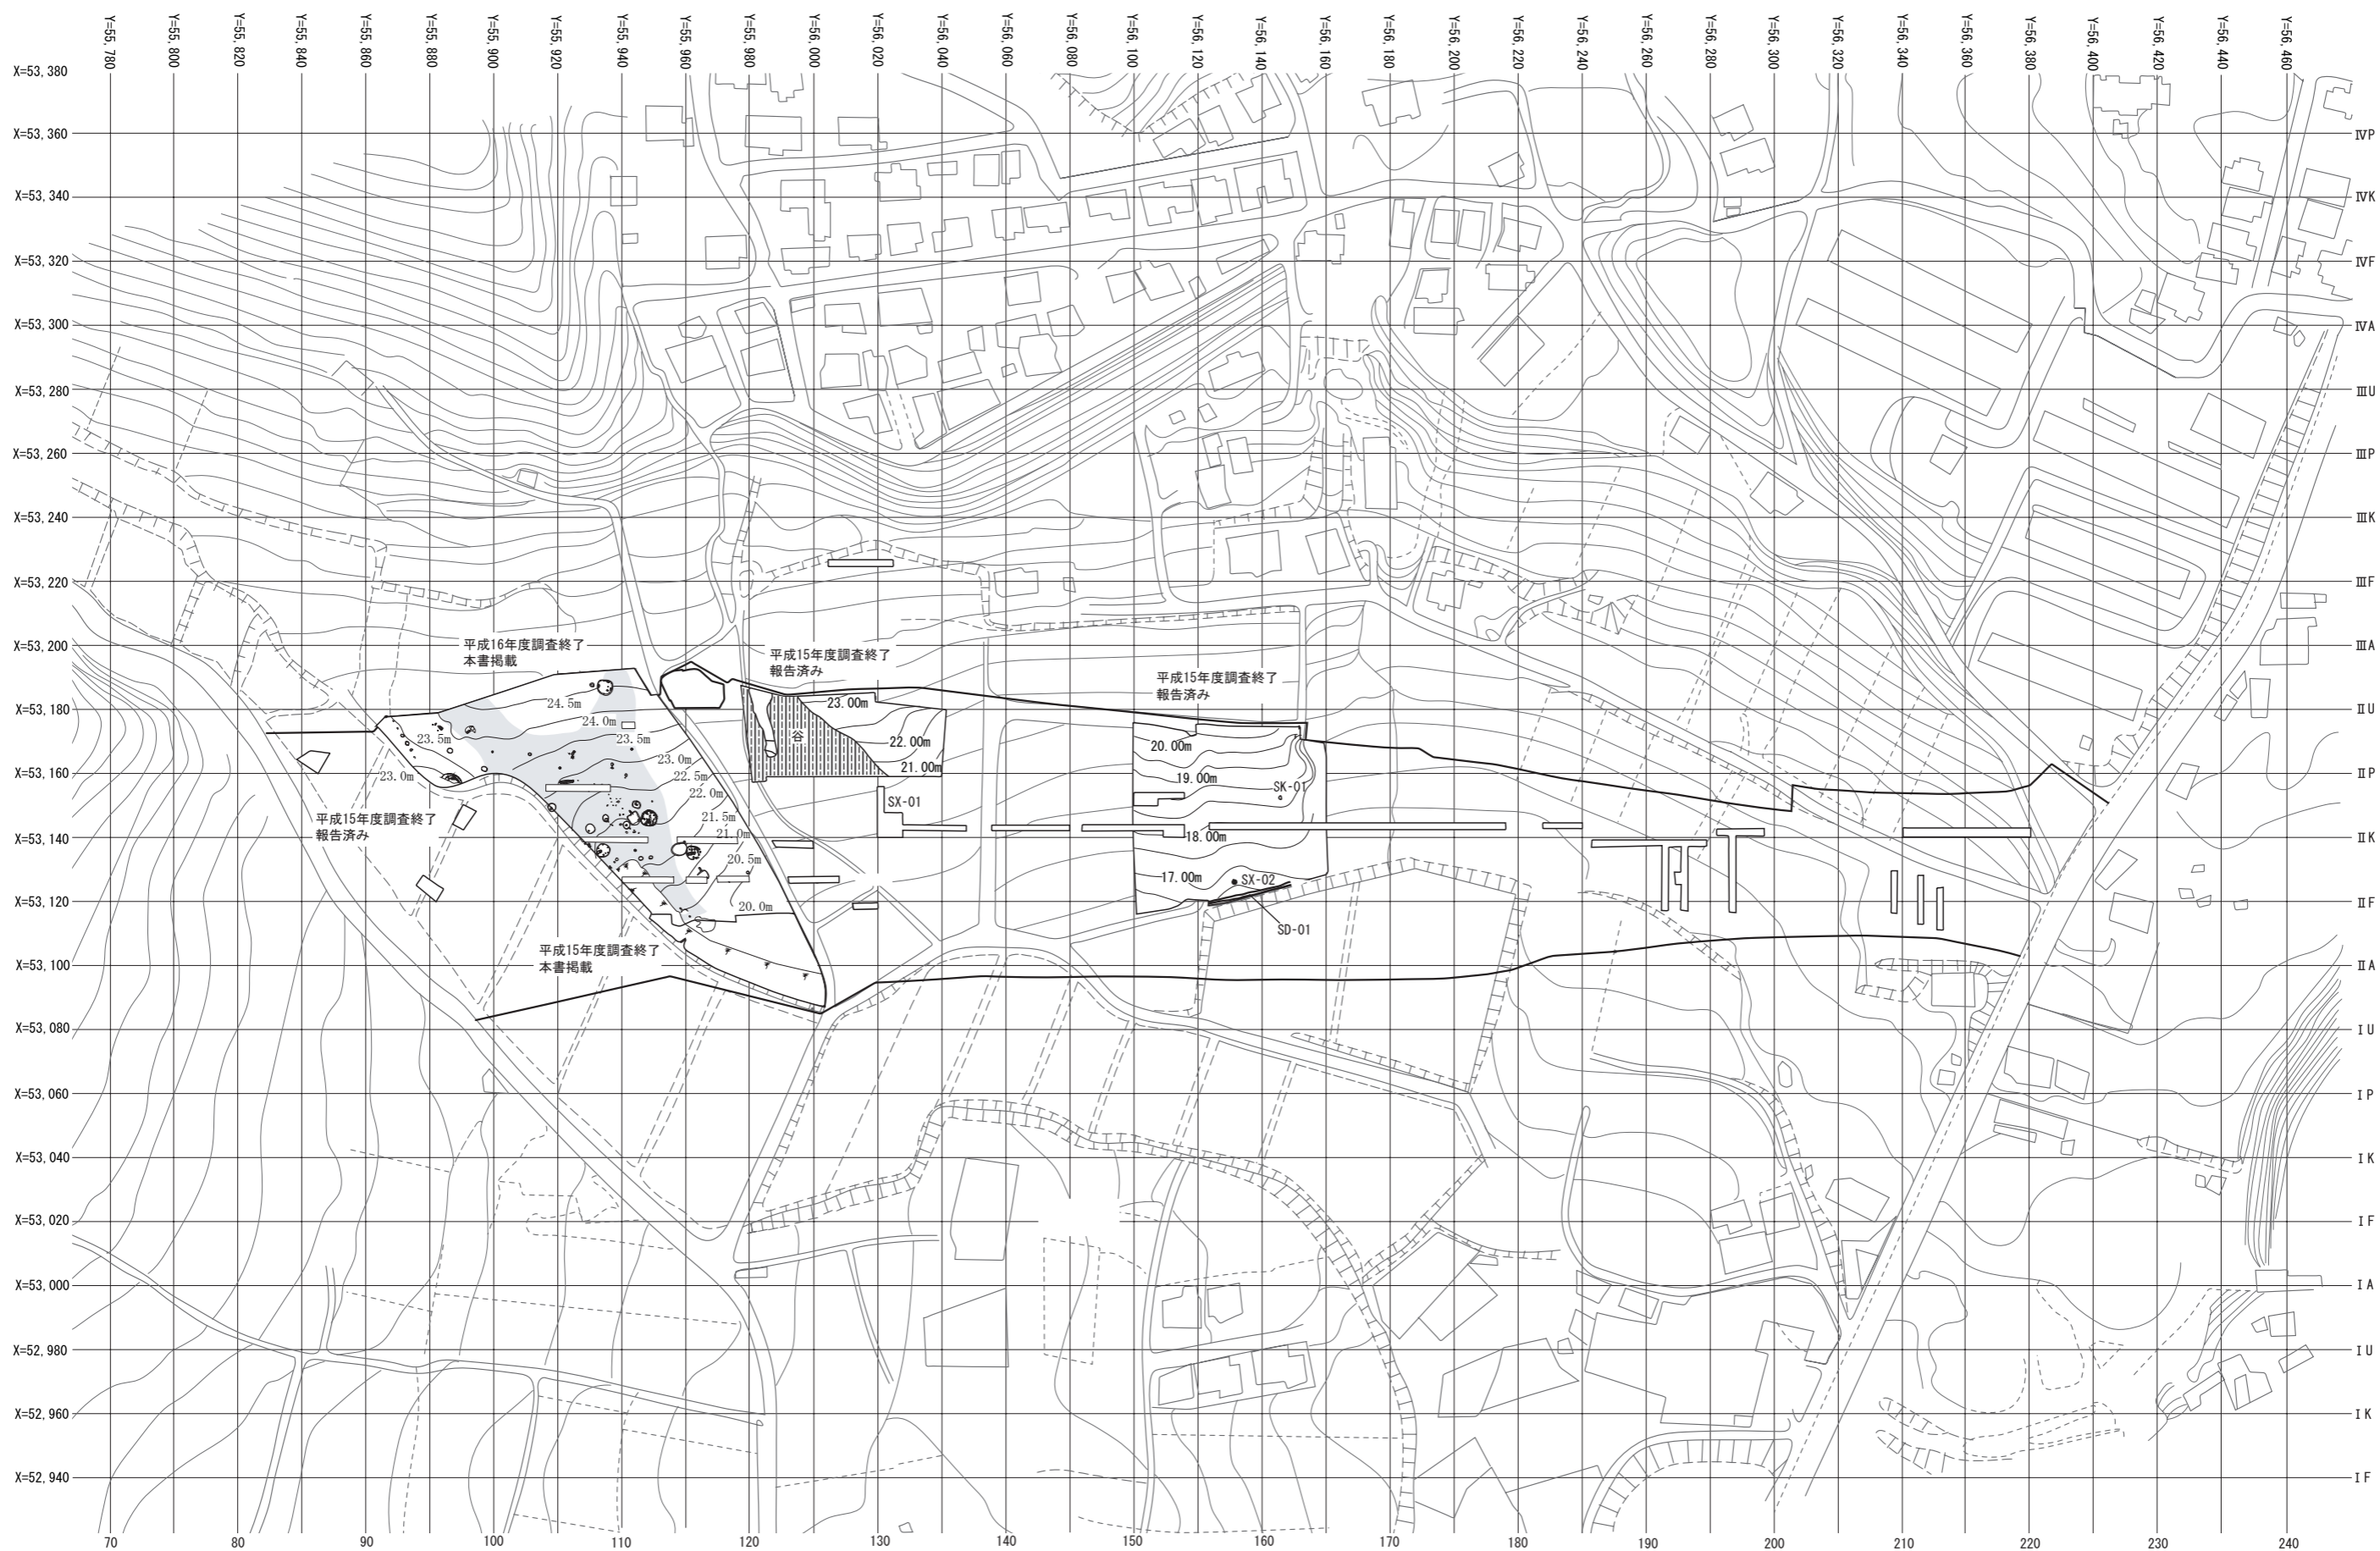 Y=55,780
Y=55,800
Y=55,820
Y=55,840
Y=55,860
Y=55,880
Y=55,900
Y=55,920
Y=55,940
Y=55,960
Y=55,980
Y=56,000
Y=56,020
Y=56,040
Y=56,060
Y=56,080
Y=56,100
Y=56,120
Y=56,140
Y=56,160
Y=56,180
Y=56,200
Y=56,220
Y=56,240
Y=56,260
Y=56,280
Y=56,300
Y=56,320
Y=56,340
Y=56,360
Y=56,380
Y=56,400
Y=56,420
Y=56,440
Y=56,460
X=53,380
X=53,360 ⅣP
X=53,340 ⅣK
X=53,320 ⅣF
X=53,300 ⅣA
X=53,280 ⅢU
X=53,260 ⅢP
X=53,240 ⅢK
X=53,220 ⅢF
X=53,200 ⅢA
平成16年度調査終了
本書掲載
平成15年度調査終了
報告済み
平成15年度調査終了
報告済み
X=53,180 ⅡU
24.5m
24.0m
23.5m
23.5m
23.0m
23.0m
22.5m
22.0m
21.5m
21.0m
20.5m
20.0m
谷
23.00m
22.00m
21.00m
20.00m
19.00m
18.00m
17.00m
SX-01
SK-01
SX-02
SD-01
X=53,160 ⅡP
平成15年度調査終了
報告済み
X=53,140 ⅡK
X=53,120 ⅡF
平成15年度調査終了
本書掲載
X=53,100 ⅡA
X=53,080 ⅠU
X=53,060 ⅠP
X=53,040 ⅠK
X=53,020 ⅠF
X=53,000 ⅠA
X=52,980 ⅠU
X=52,960 ⅠK
X=52,940 ⅠF
70 80 90 100 110 120 130 140 150 160 170 180 190 200 210 220 230 240